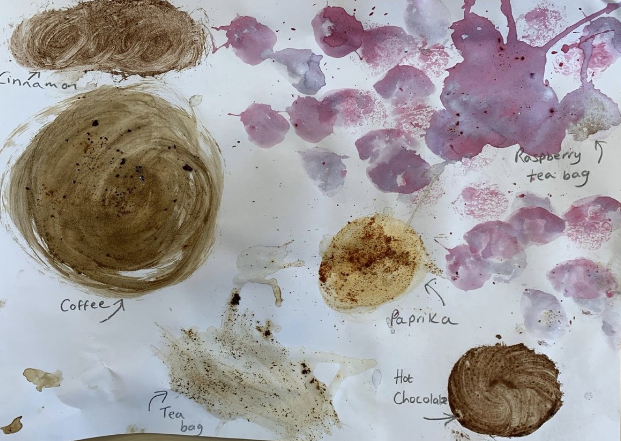 Cinnamon
Raspberry
tea bag
Coffee
Paprika
Hot
Chocolate
Tea
bag